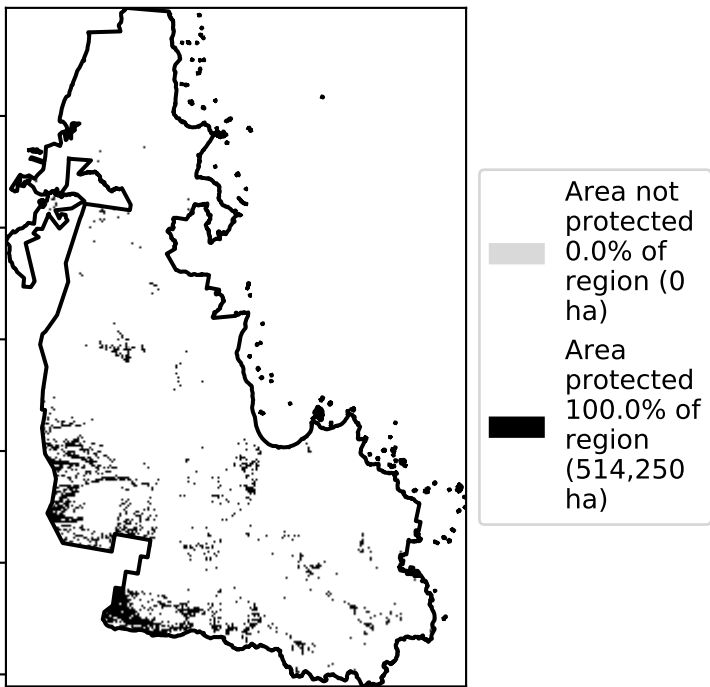 Area not
protected
0.0% of
region (0
ha)
Area
protected
100.0% of
region
(514,250
ha)